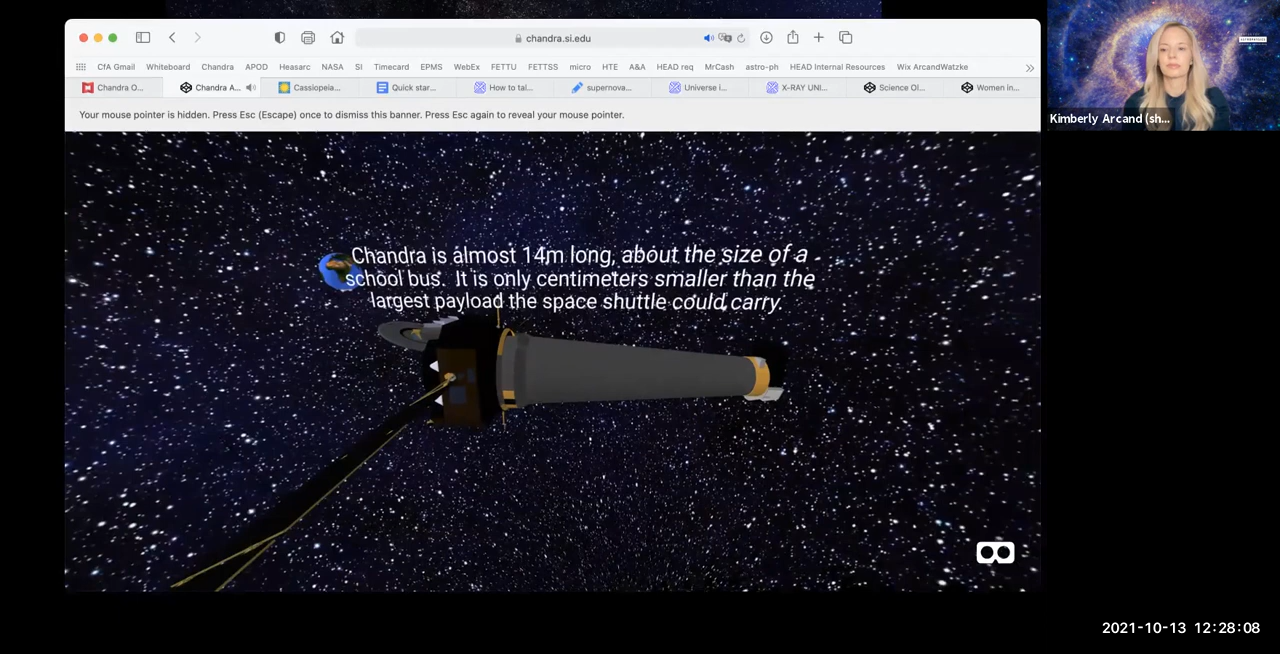 chandra.si.edu
CfA Gmail Whiteboard Chandra APOD Heasarc NASA SI Timecard EPMS WebEx FETTU FETTSS micro HTE A&A HEAD req MrCash astro-ph HEAD Internal Resources Wix ArcandWatzke
Chandra O... Chandra A... Cassiopeia... Quick star... How to tal... supernova... Universe i... X-RAY UNI... Science Ol... Women in...
Your mouse pointer is hidden. Press Esc (Escape) once to dismiss this banner. Press Esc again to reveal your mouse pointer.
Kimberly Arcand (sh...
Chandra is almost 14m long, about the size of a
school bus. It is only centimeters smaller than the
largest payload the space shuttle could carry.
2021-10-13 12:28:08